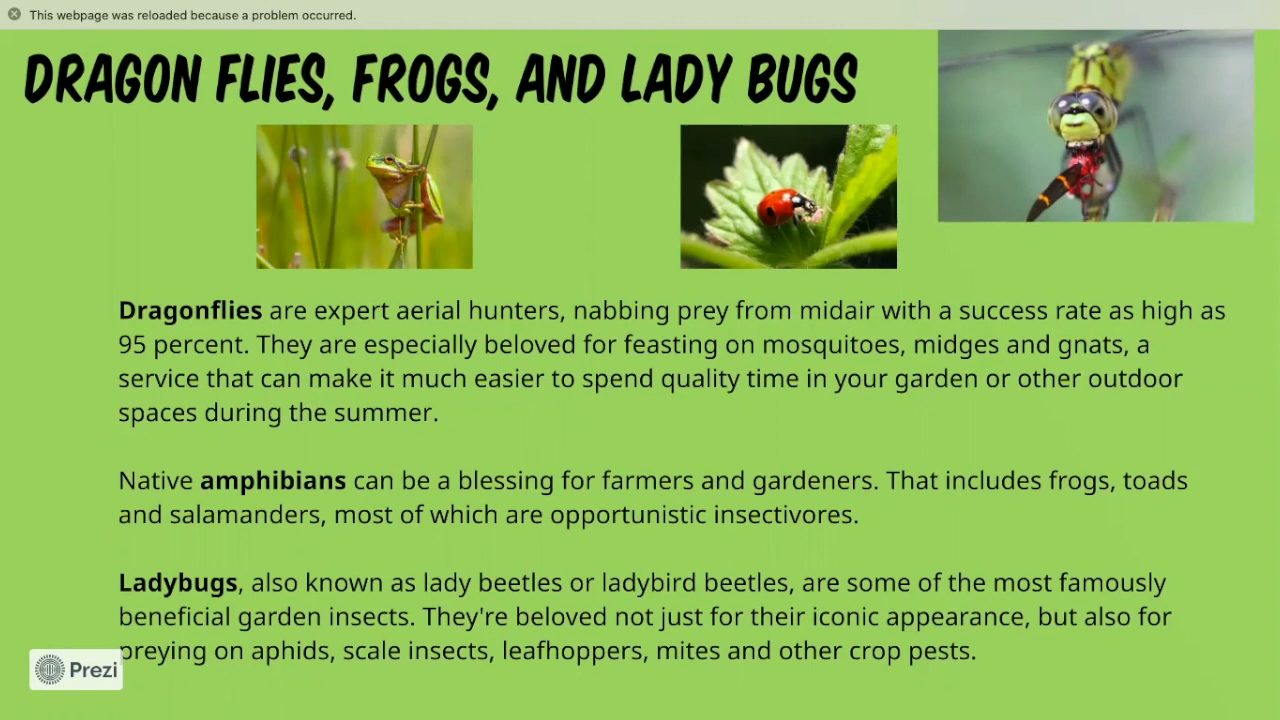 This webpage was reloaded because a problem occurred.
DRAGON FLIES, FROGS, AND LADY BUGS
Dragonflies are expert aerial hunters, nabbing prey from midair with a success rate as high as
95 percent. They are especially beloved for feasting on mosquitoes, midges and gnats, a
service that can make it much easier to spend quality time in your garden or other outdoor
spaces during the summer.
Native amphibians can be a blessing for farmers and gardeners. That includes frogs, toads
and salamanders, most of which are opportunistic insectivores.
Ladybugs, also known as lady beetles or ladybird beetles, are some of the most famously
beneficial garden insects. They're beloved not just for their iconic appearance, but also for
preying on aphids, scale insects, leafhoppers, mites and other crop pests.
Prezi